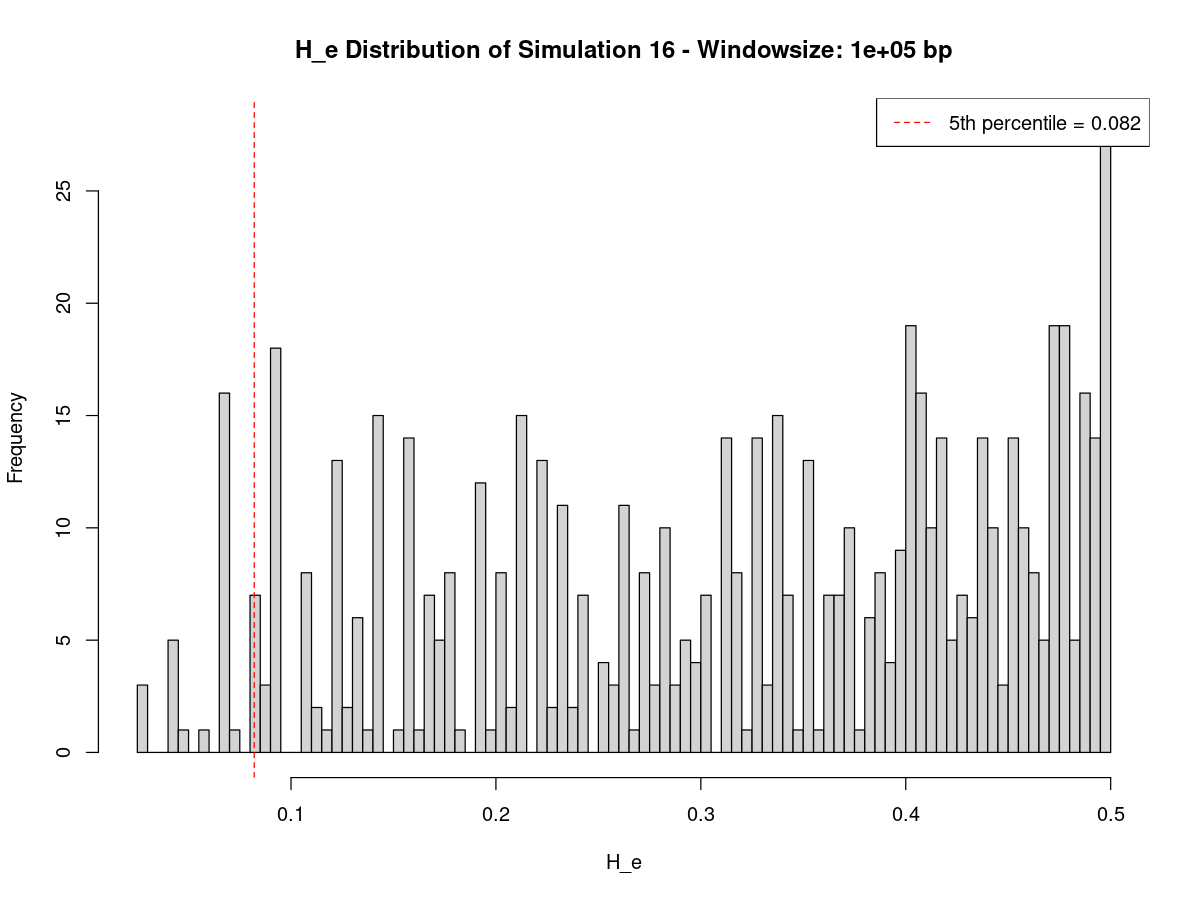 H_e Distribution of Simulation 16 - Windowsize: 1e+05 bp
5th percentile = 0.082
25
20
15
10
5
0
Frequency
0.1 0.2 0.3 0.4 0.5
H_e